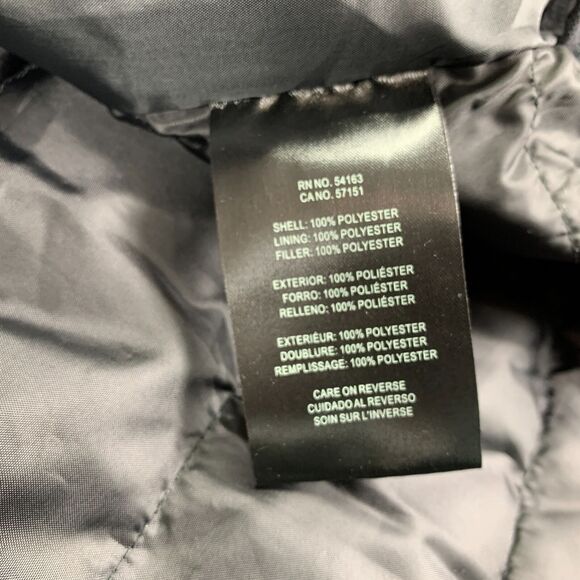 RN NO. 54163
CA NO. 57151
SHELL: 100% POLYESTER
LINING: 100% POLYESTER
FILLER: 100% POLYESTER
EXTERIOR: 100% POLIÉSTER
FORRO: 100% POLIÉSTER
RELLENO: 100% POLIÉSTER
EXTERIEUR: 100% POLYESTER
DOUBLURE: 100% POLYESTER
REMPLISSAGE: 100% POLYESTER
CARE ON REVERSE
CUIDADO AL REVERSO
SOIN SUR L'INVERSE